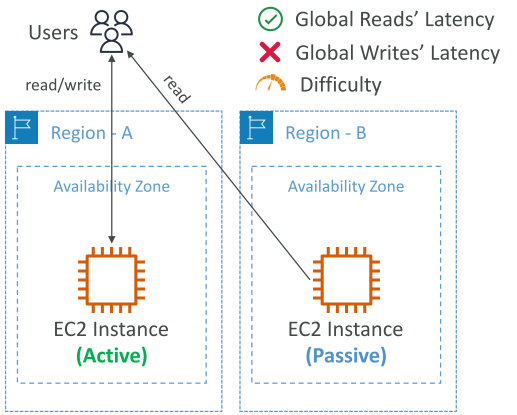 Users
Global Reads’ Latency
Global Writes’ Latency
Difficulty
read/write
read
Region - A
Availability Zone
EC2 Instance
(Active)
Region - B
Availability Zone
EC2 Instance
(Passive)